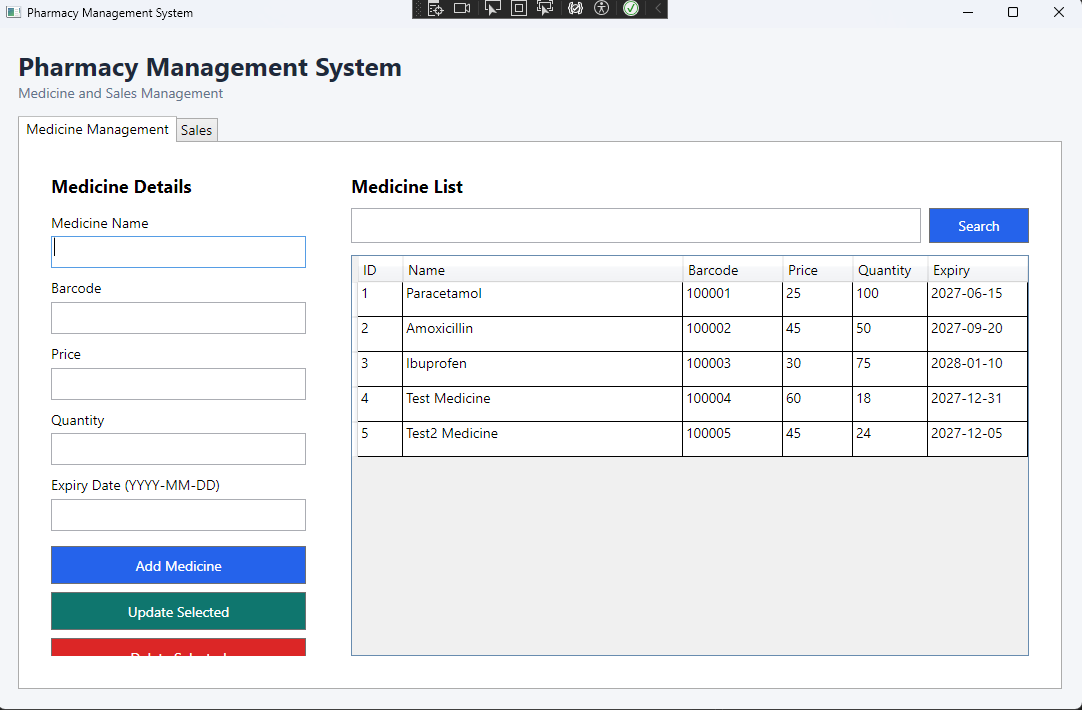 Pharmacy Management System
Pharmacy Management System
Medicine and Sales Management
Medicine Management Sales
Medicine Details
Medicine Name
Barcode
Price
Quantity
Expiry Date (YYYY-MM-DD)
Add Medicine
Update Selected
Delete Selected
Medicine List
Search
ID Name Barcode Price Quantity Expiry
1 Paracetamol 100001 25 100 2027-06-15
2 Amoxicillin 100002 45 50 2027-09-20
3 Ibuprofen 100003 30 75 2028-01-10
4 Test Medicine 100004 60 18 2027-12-31
5 Test2 Medicine 100005 45 24 2027-12-05